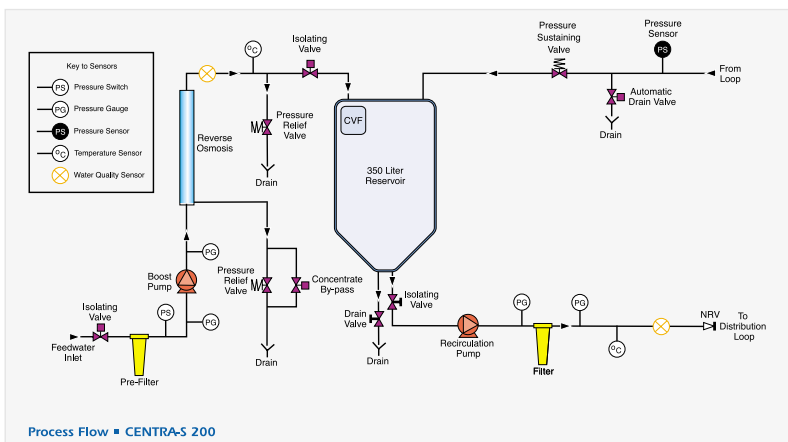 Key to Sensors
PS Pressure Switch
PG Pressure Gauge
PS Pressure Sensor
°C Temperature Sensor
Water Quality Sensor
°C
Isolating
Valve
Pressure
Sustaining
Valve
Pressure
Sensor
PS
From
Loop
Automatic
Drain Valve
Drain
Pressure
Relief
Valve
Drain
Reverse
Osmosis
CVF
350 Liter
Reservoir
PG
Boost
Pump
Pressure
Relief
Valve
Concentrate
By-pass
Drain
Isolating
Valve
Feedwater
Inlet
PS
PG
Pre-Filter
Isolating
Valve
Drain
Valve
Drain
Recirculation
Pump
PG
Filter
PG
°C
NRV
To
Distribution
Loop
Process Flow ▪ CENTRA-S 200